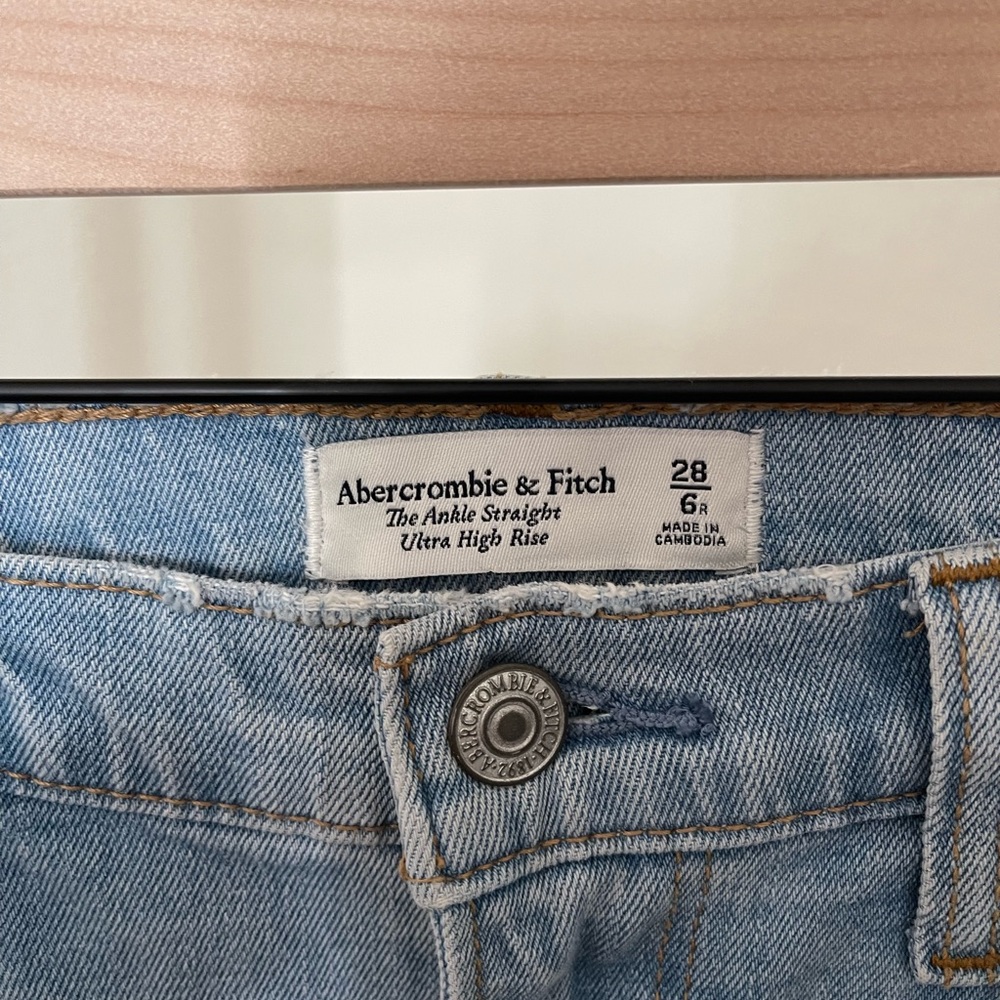 Abercrombie & Fitch
The Ankle Straight
Ultra High Rise
28
6R
MADE IN
CAMBODIA
ABERCROMBIE & FITCH · 1892 ·